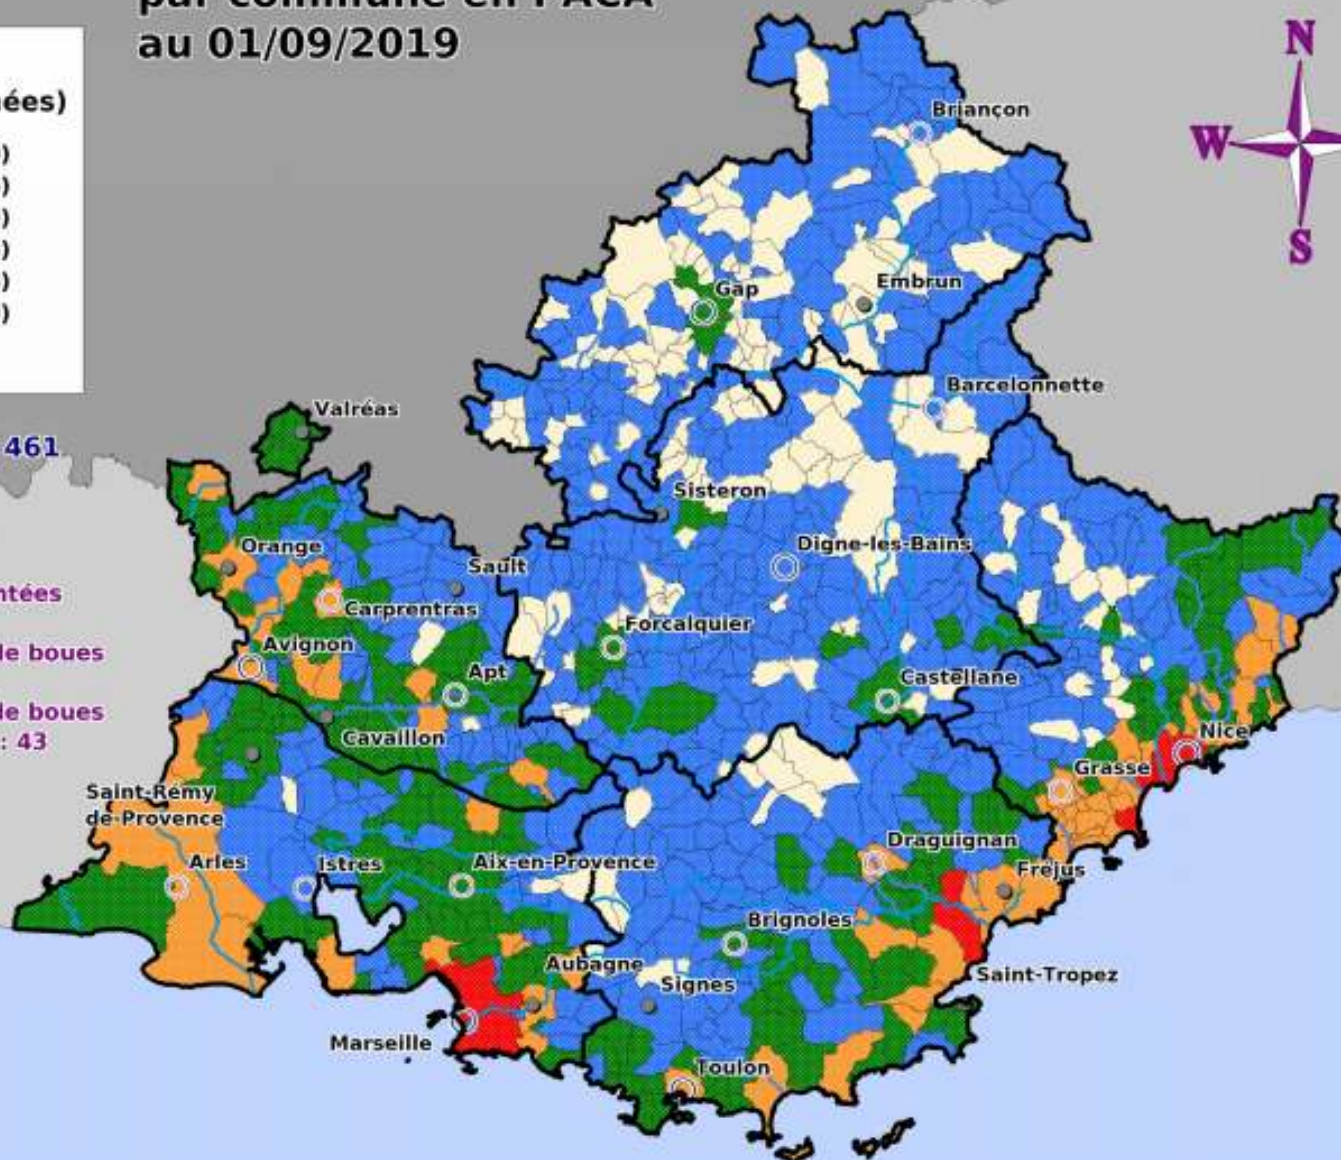 au 01/09/2019
ées)
)
)
)
)
)
)
461
ntées
de boues
de boues
: 43
N
W
S
Briançon
Embrun
Gap
Barcelonnette
Valréas
Sisteron
Digne-les-Bains
Orange
Sault
Carpentras
Forcalquier
Avignon
Apt
Castellane
Cavaillon
Nice
Grasse
Saint-Rémy
de-Provence
Draguignan
Arles
Istres
Aix-en-Provence
Fréjus
Brignoles
Aubagne
Signes
Saint-Tropez
Marseille
Toulon